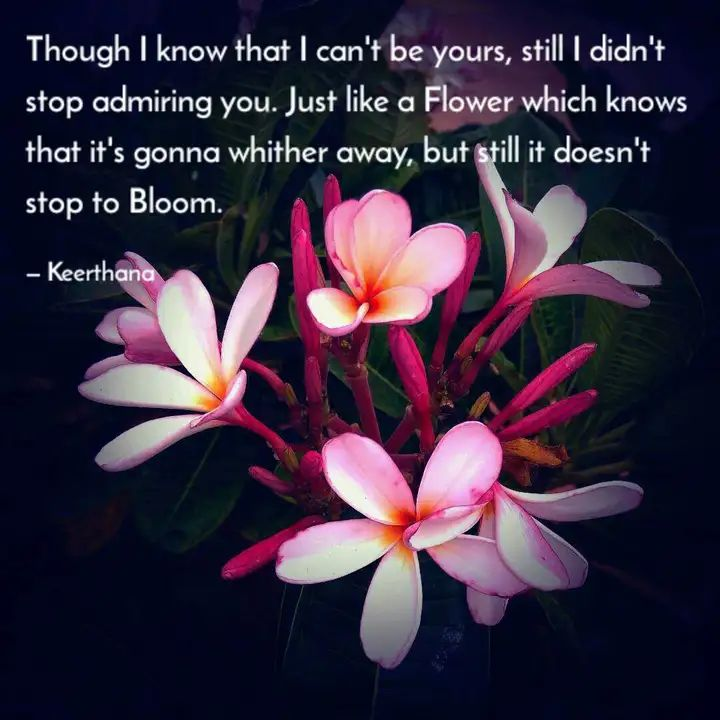 Though I know that I can't be yours, still I didn't
stop admiring you. Just like a Flower which knows
that it's gonna whither away, but still it doesn't
stop to Bloom.
– Keerthana